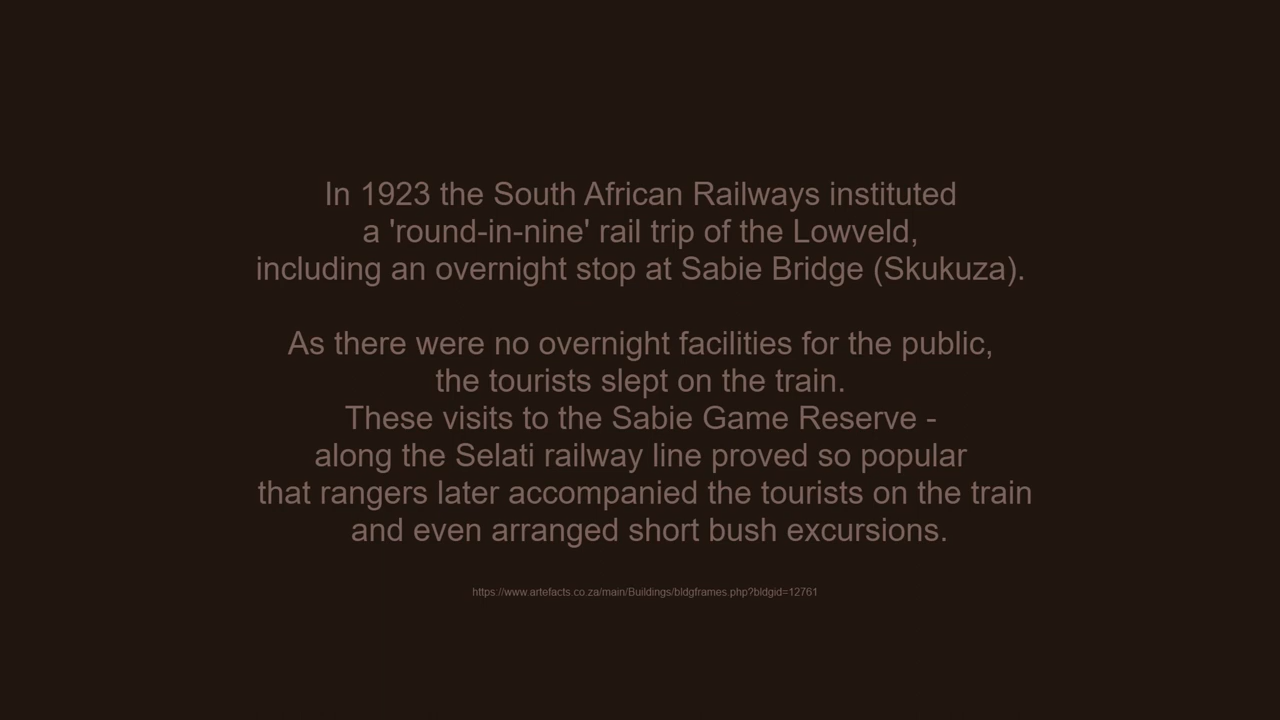 In 1923 the South African Railways instituted
a 'round-in-nine' rail trip of the Lowveld,
including an overnight stop at Sabie Bridge (Skukuza).
As there were no overnight facilities for the public,
the tourists slept on the train.
These visits to the Sabie Game Reserve -
along the Selati railway line proved so popular
that rangers later accompanied the tourists on the train
and even arranged short bush excursions.
https://www.artefacts.co.za/main/Buildings/bldgframes.php?bldgid=12761